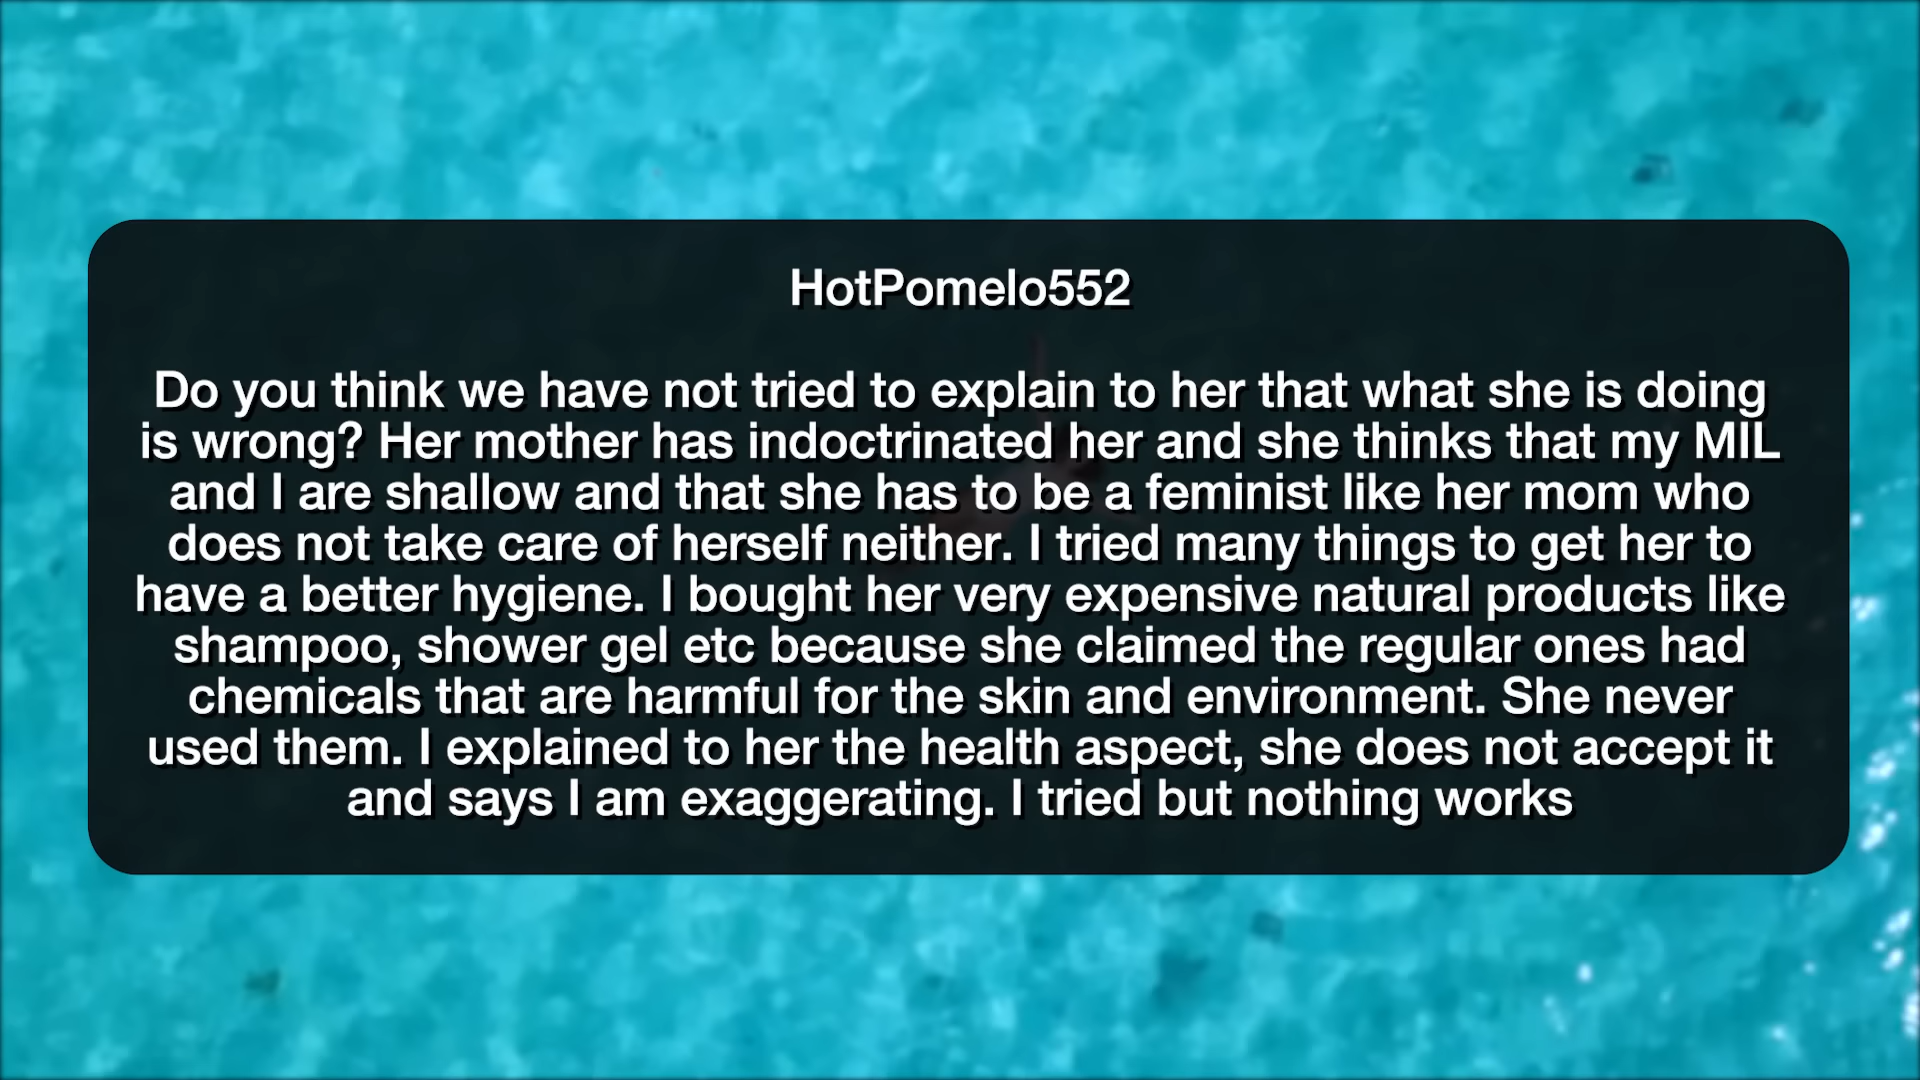 HotPomelo552
Do you think we have not tried to explain to her that what she is doing
is wrong? Her mother has indoctrinated her and she thinks that my MIL
and I are shallow and that she has to be a feminist like her mom who
does not take care of herself neither. I tried many things to get her to
have a better hygiene. I bought her very expensive natural products like
shampoo, shower gel etc because she claimed the regular ones had
chemicals that are harmful for the skin and environment. She never
used them. I explained to her the health aspect, she does not accept it
and says I am exaggerating. I tried but nothing works